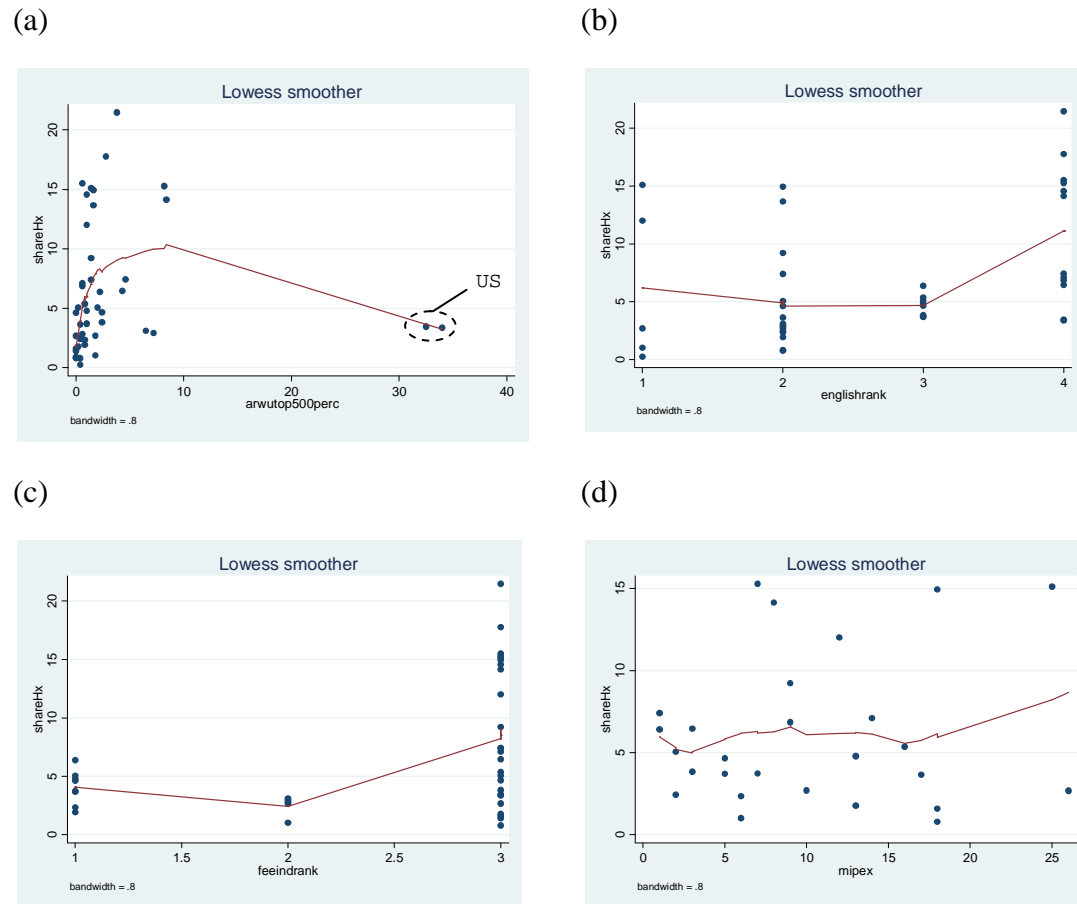 (a)
Lowess smoother
shareHx
20
15
10
5
0
US
0 10 20 30 40
arwutop500perc
bandwidth = .8
(b)
Lowess smoother
shareHx
20
15
10
5
0
1 2 3 4
englishrank
bandwidth = .8
(c)
Lowess smoother
shareHx
20
15
10
5
0
1 1.5 2 2.5 3
feeindrank
bandwidth = .8
(d)
Lowess smoother
shareHx
15
10
5
0
0 5 10 15 20 25
mipex
bandwidth = .8